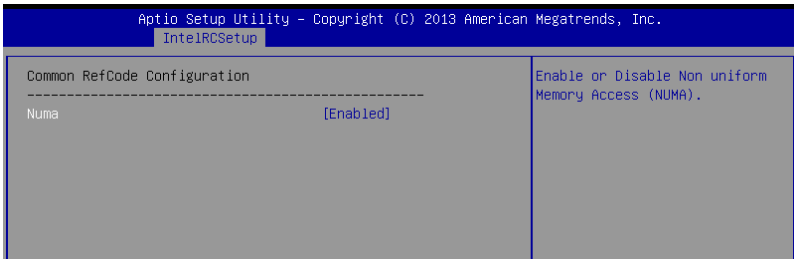 Aptio Setup Utility – Copyright (C) 2013 American Megatrends, Inc.
IntelRCSetup
Common RefCode Configuration
--------------------------------------------------
Numa [Enabled]
Enable or Disable Non uniform
Memory Access (NUMA).